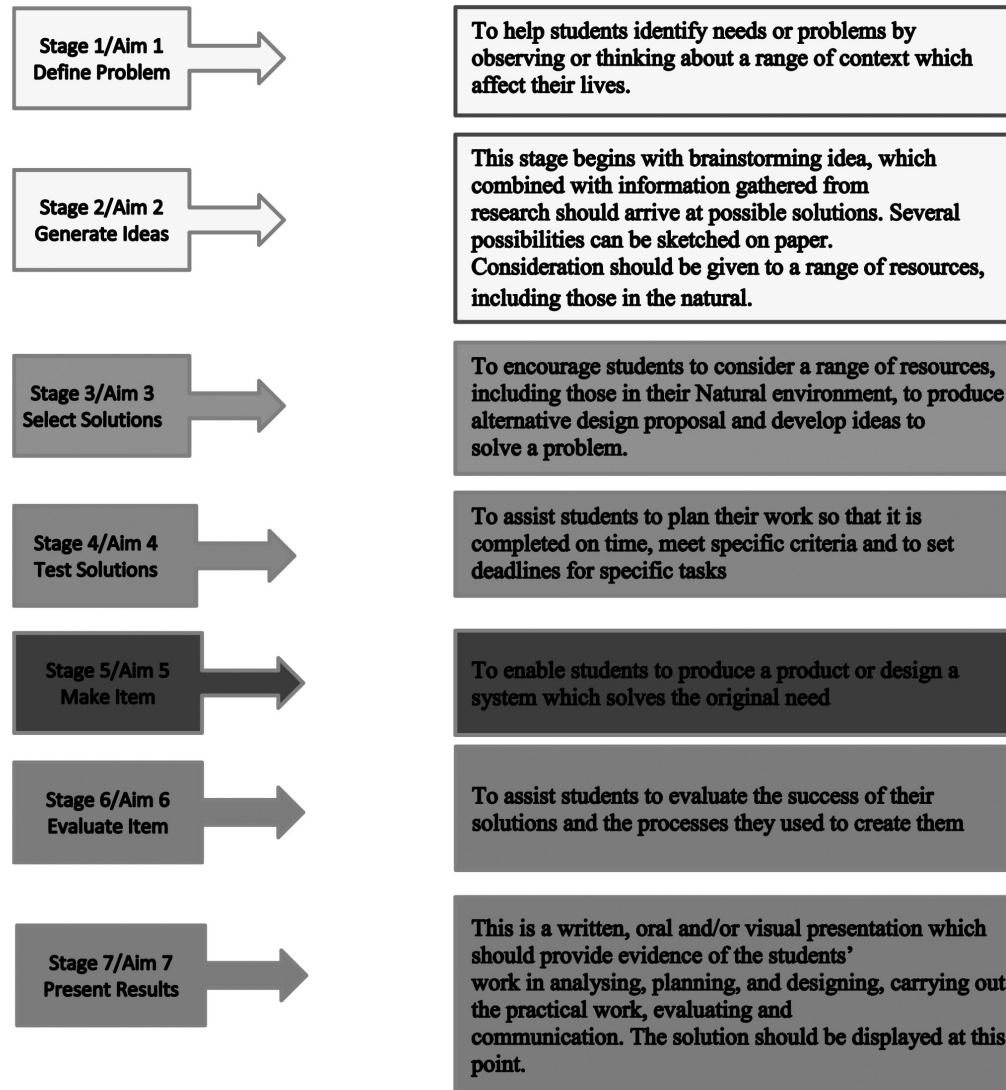 Stage 1/Aim 1
Define Problem
To help students identify needs or problems by
observing or thinking about a range of context which
affect their lives.
Stage 2/Aim 2
Generate Ideas
This stage begins with brainstorming idea, which
combined with information gathered from
research should arrive at possible solutions. Several
possibilities can be sketched on paper.
Consideration should be given to a range of resources,
including those in the natural.
Stage 3/Aim 3
Select Solutions
To encourage students to consider a range of resources,
including those in their Natural environment, to produce
alternative design proposal and develop ideas to
solve a problem.
Stage 4/Aim 4
Test Solutions
To assist students to plan their work so that it is
completed on time, meet specific criteria and to set
deadlines for specific tasks
Stage 5/Aim 5
Make Item
To enable students to produce a product or design a
system which solves the original need
Stage 6/Aim 6
Evaluate Item
To assist students to evaluate the success of their
solutions and the processes they used to create them
Stage 7/Aim 7
Present Results
This is a written, oral and/or visual presentation which
should provide evidence of the students’
work in analysing, planning, and designing, carrying out
the practical work, evaluating and
communication. The solution should be displayed at this
point.